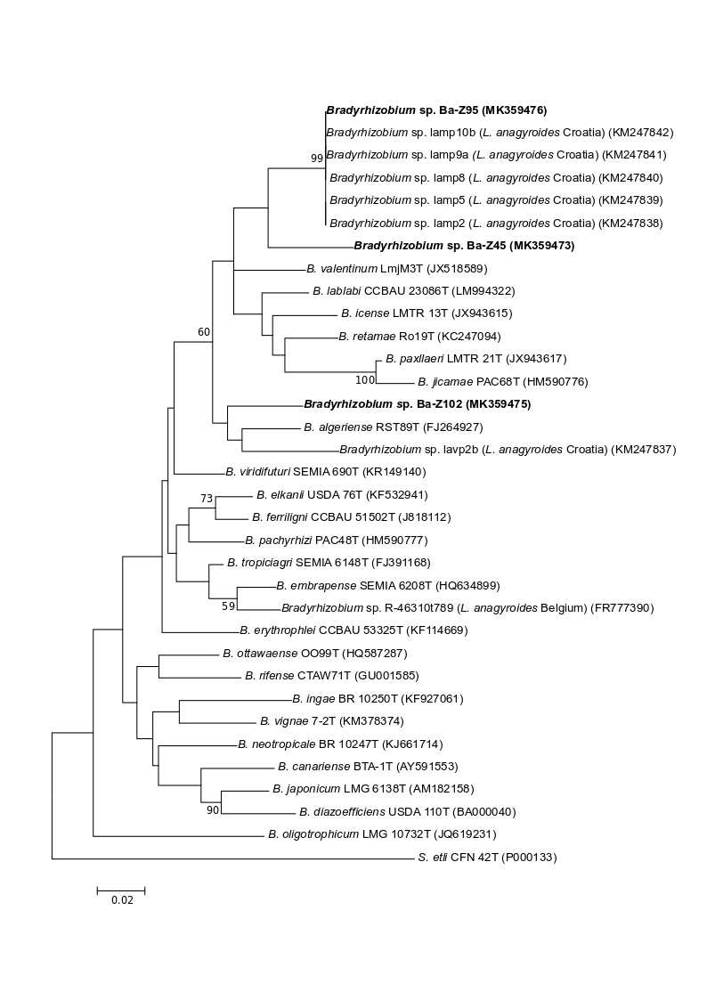 Bradyrhizobium sp. Ba-Z95 (MK359476)
Bradyrhizobium sp. lamp10b (L. anagyroides Croatia) (KM247842)
99
Bradyrhizobium sp. lamp9a (L. anagyroides Croatia) (KM247841)
Bradyrhizobium sp. lamp8 (L. anagyroides Croatia) (KM247840)
Bradyrhizobium sp. lamp5 (L. anagyroides Croatia) (KM247839)
Bradyrhizobium sp. lamp2 (L. anagyroides Croatia) (KM247838)
Bradyrhizobium sp. Ba-Z45 (MK359473)
B. valentinum LmjM3T (JX518589)
B. lablabi CCBAU 23086T (LM994322)
B. icense LMTR 13T (JX943615)
60
B. retamae Ro19T (KC247094)
B. paxllaeri LMTR 21T (JX943617)
100
B. jicamae PAC68T (HM590776)
Bradyrhizobium sp. Ba-Z102 (MK359475)
B. algeriense RST89T (FJ264927)
Bradyrhizobium sp. lavp2b (L. anagyroides Croatia) (KM247837)
B. viridifuturi SEMIA 690T (KR149140)
73
B. elkanii USDA 76T (KF532941)
B. ferriligni CCBAU 51502T (J818112)
B. pachyrhizi PAC48T (HM590777)
B. tropiciagri SEMIA 6148T (FJ391168)
B. embrapense SEMIA 6208T (HQ634899)
59
Bradyrhizobium sp. R-46310t789 (L. anagyroides Belgium) (FR777390)
B. erythrophlei CCBAU 53325T (KF114669)
B. ottawaense OO99T (HQ587287)
B. rifense CTAW71T (GU001585)
B. ingae BR 10250T (KF927061)
B. vignae 7-2T (KM378374)
B. neotropicale BR 10247T (KJ661714)
B. canariense BTA-1T (AY591553)
B. japonicum LMG 6138T (AM182158)
90
B. diazoefficiens USDA 110T (BA000040)
B. oligotrophicum LMG 10732T (JQ619231)
S. etli CFN 42T (P000133)
0.02